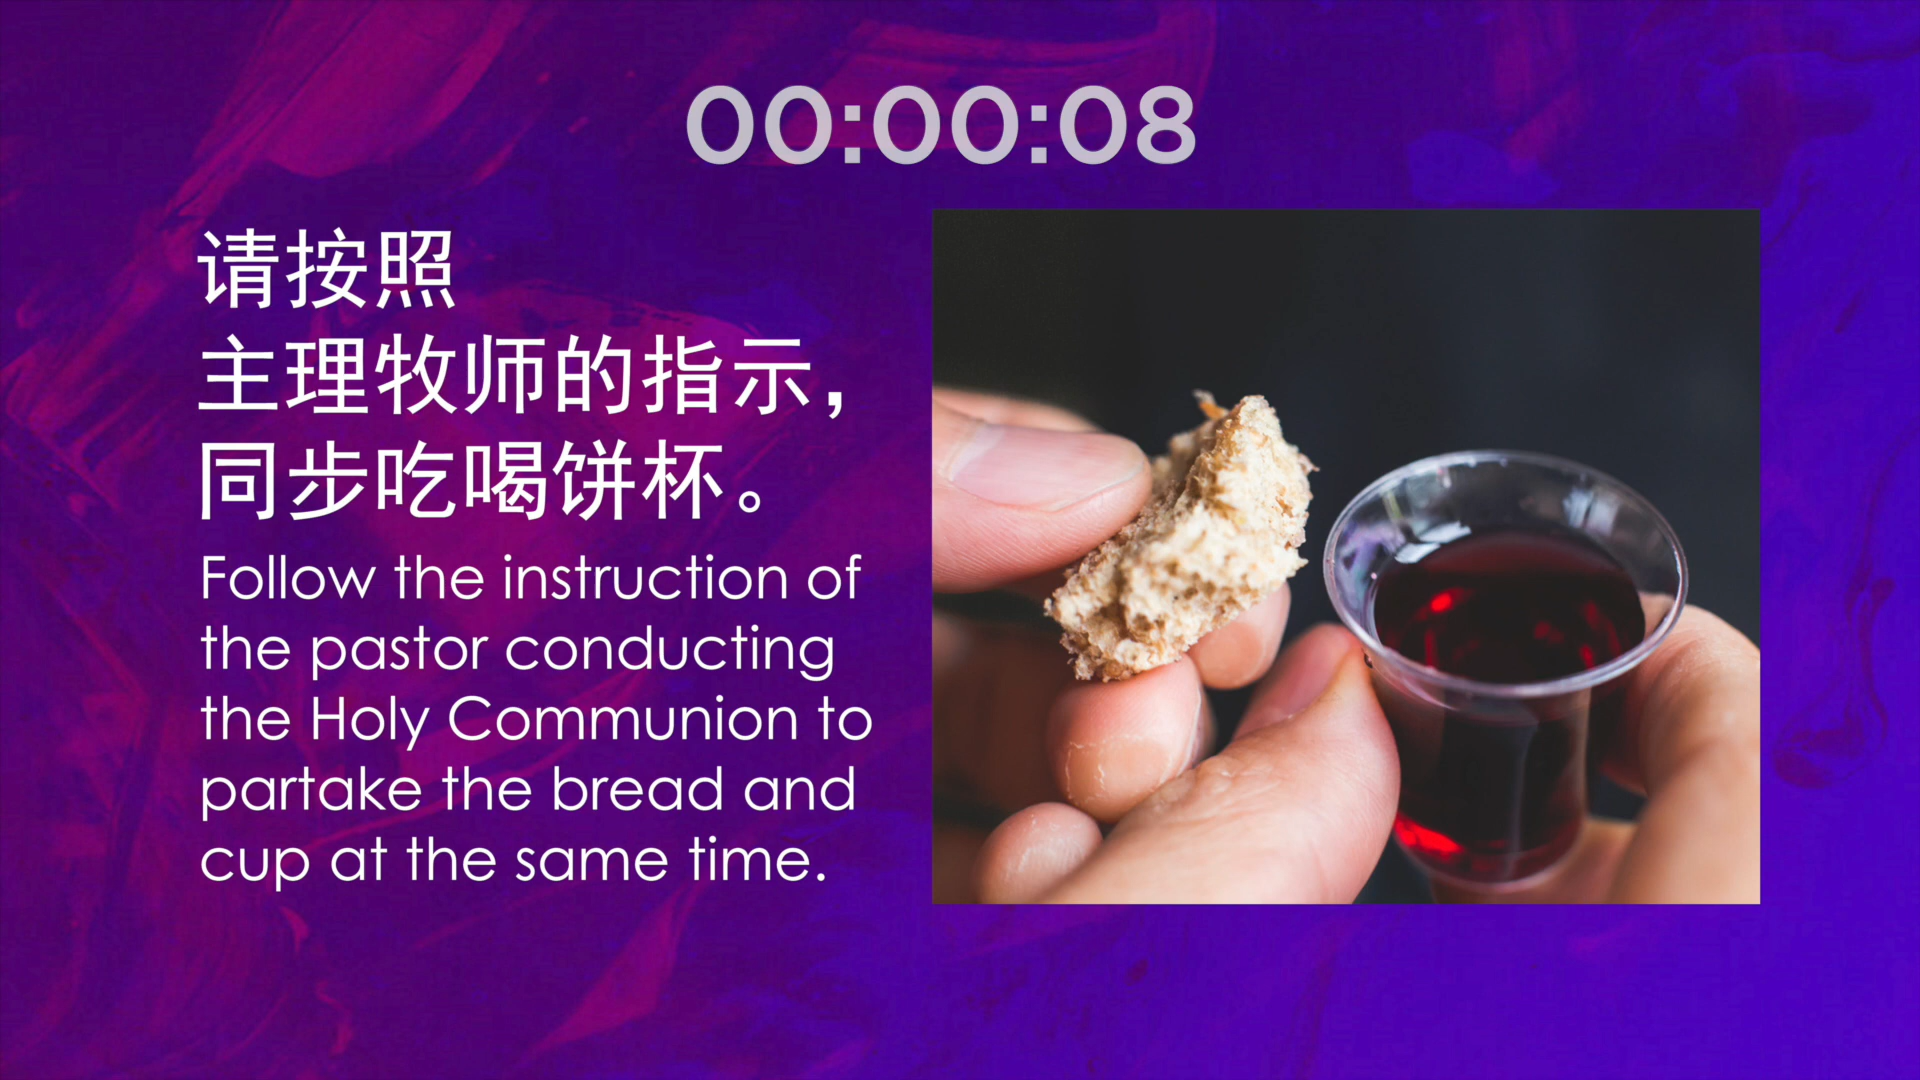 00:00:08
请按照
主理牧师的指示，
同步吃喝饼杯。
Follow the instruction of
the pastor conducting
the Holy Communion to
partake the bread and
cup at the same time.